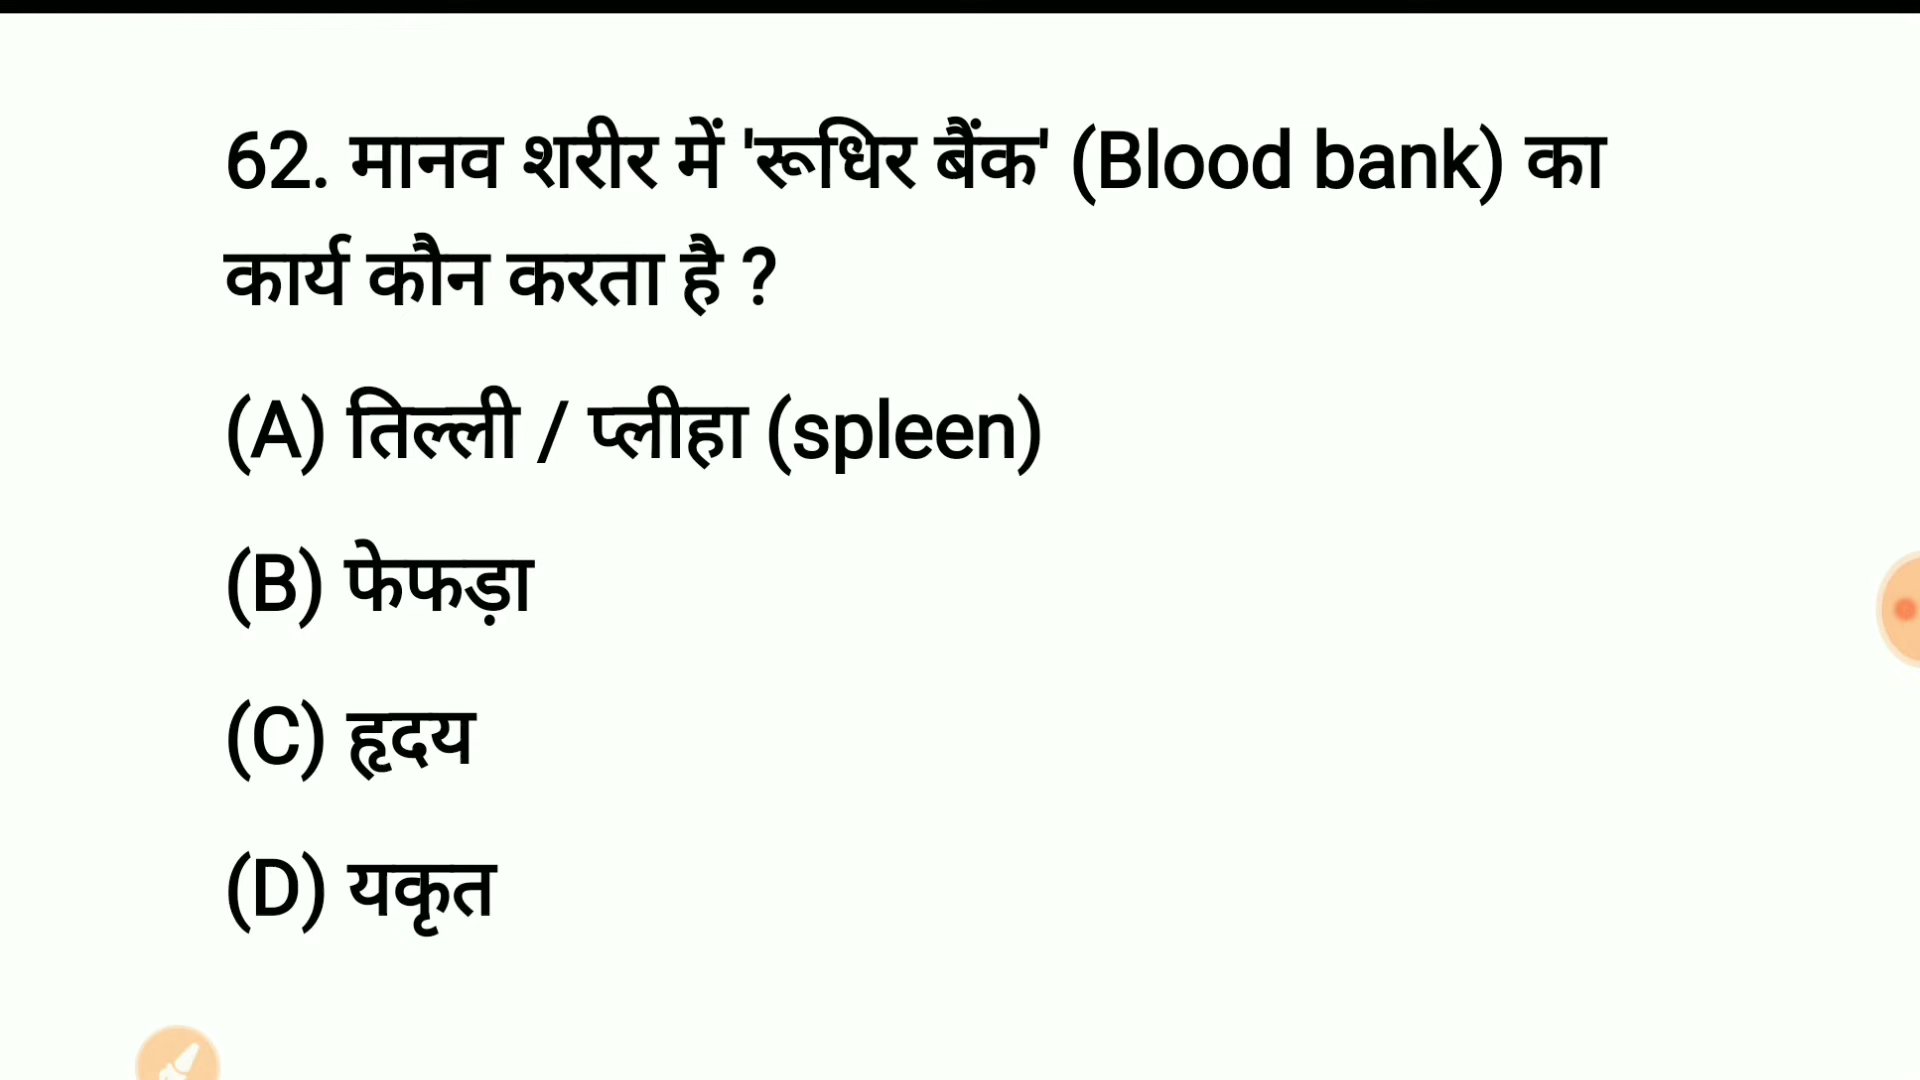 62. मानव शरीर में 'रूधिर बैंक' (Blood bank) का
कार्य कौन करता है ?
(A) तिल्ली / प्लीहा (spleen)
(B) फेफड़ा
(C) हृदय
(D) यकृत